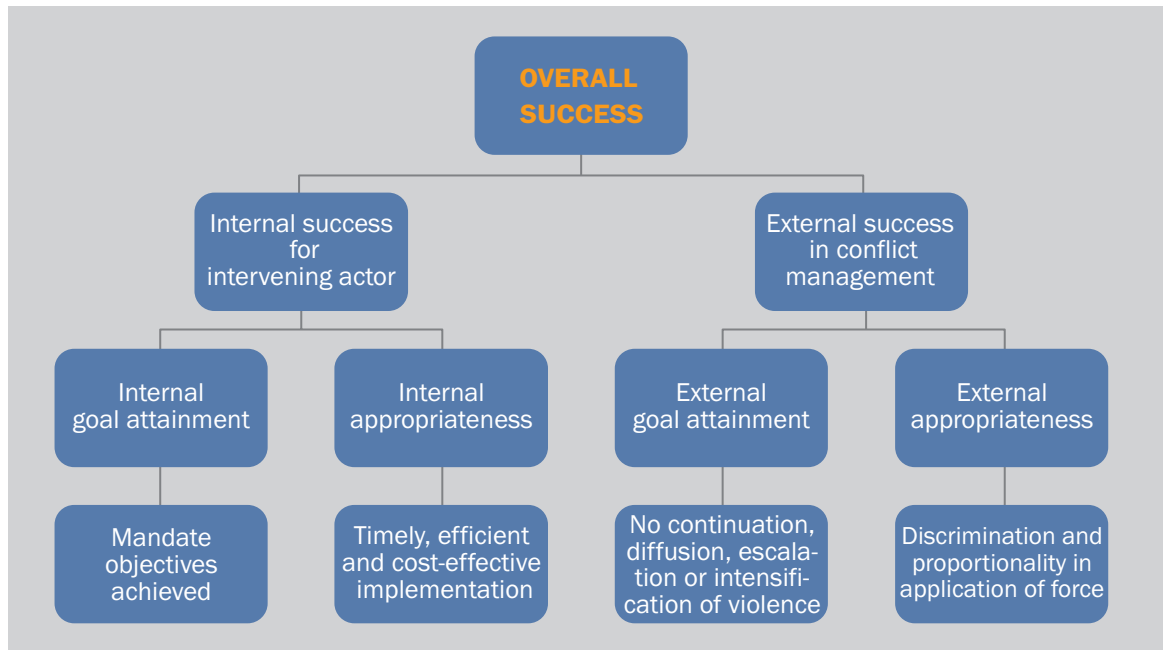 OVERALL
SUCCESS
Internal success
for
intervening actor
External success
in conflict
management
Internal
goal attainment
Internal
appropriateness
External
goal attainment
External
appropriateness
Mandate
objectives
achieved
Timely, efficient
and cost-effective
implementation
No continuation,
diffusion, escala-
tion or intensifi-
cation of violence
Discrimination and
proportionality in
application of force